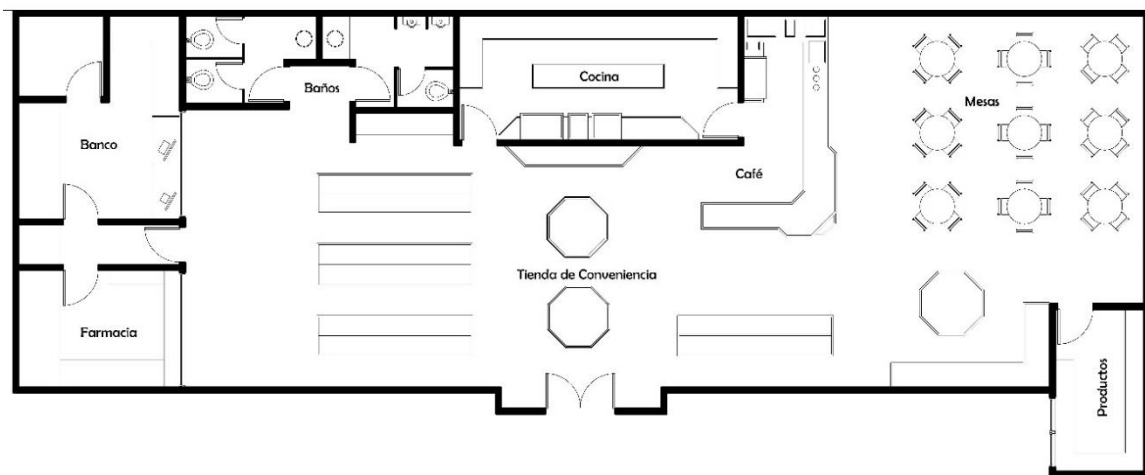 Cocina
Baños
Mesas
Banco
Café
Tienda de Conveniencia
Farmacia
Productos